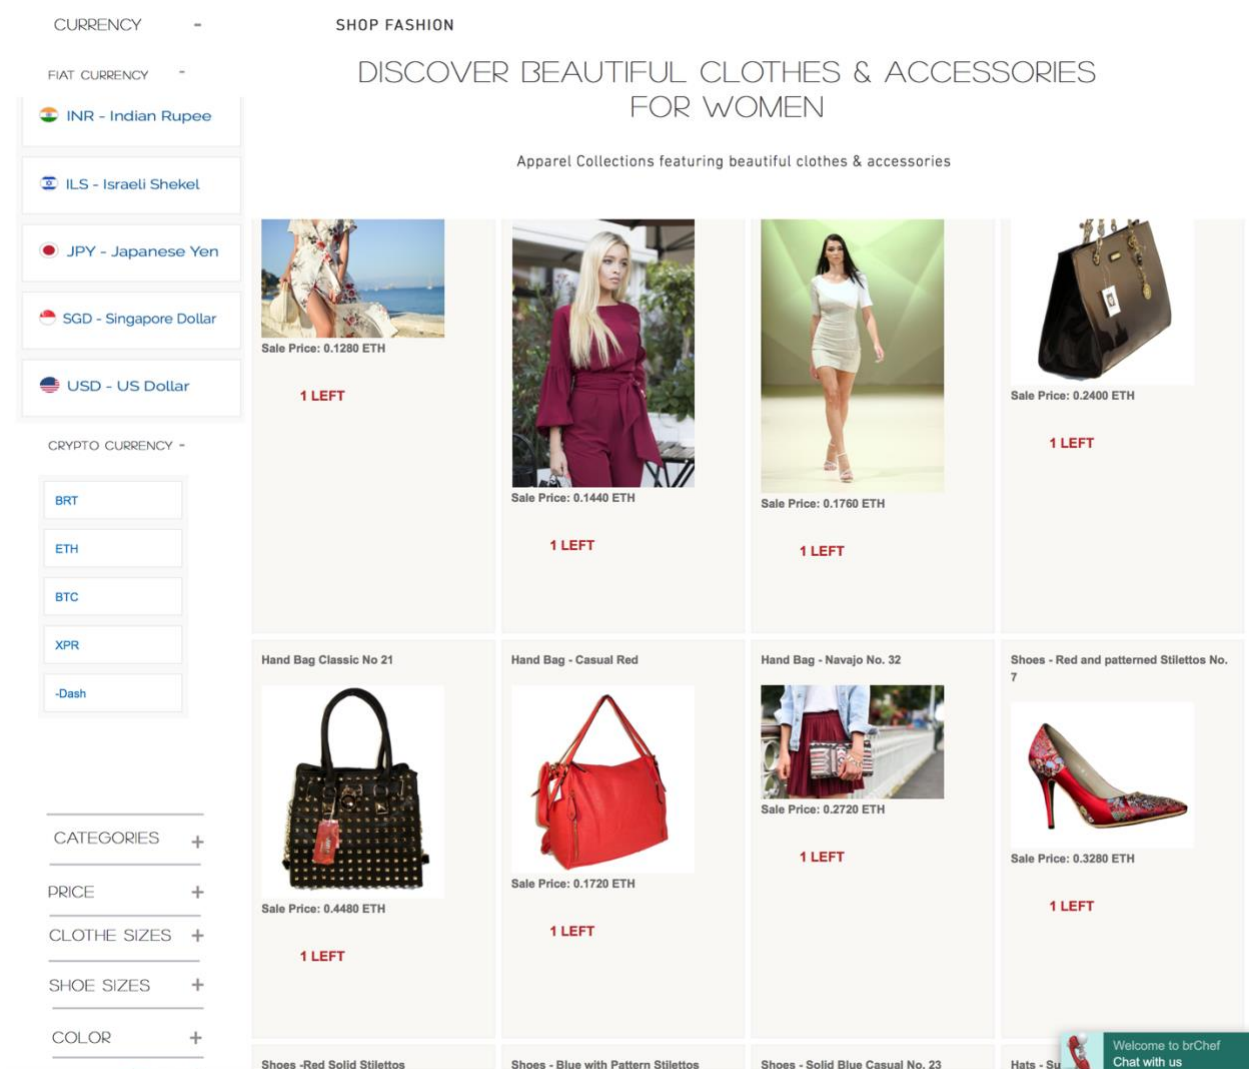 CURRENCY -
FIAT CURRENCY -
INR - Indian Rupee
ILS - Israeli Shekel
JPY - Japanese Yen
SGD - Singapore Dollar
USD - US Dollar
CRYPTO CURRENCY -
BRT
ETH
BTC
XPR
-Dash
CATEGORIES +
PRICE +
CLOTHE SIZES +
SHOE SIZES +
COLOR +
SHOP FASHION
DISCOVER BEAUTIFUL CLOTHES & ACCESSORIES
FOR WOMEN
Apparel Collections featuring beautiful clothes & accessories
Sale Price: 0.1280 ETH
1 LEFT
Sale Price: 0.1440 ETH
1 LEFT
Sale Price: 0.1760 ETH
1 LEFT
Sale Price: 0.2400 ETH
1 LEFT
Hand Bag Classic No 21
Sale Price: 0.4480 ETH
1 LEFT
Hand Bag - Casual Red
Sale Price: 0.1720 ETH
1 LEFT
Hand Bag - Navajo No. 32
Sale Price: 0.2720 ETH
1 LEFT
Shoes - Red and patterned Stilettos No.
7
Sale Price: 0.3280 ETH
1 LEFT
Shoes -Red Solid Stilettos
Shoes - Blue with Pattern Stilettos
Shoes - Solid Blue Casual No. 23
Hats - Su
Welcome to brChef
Chat with us